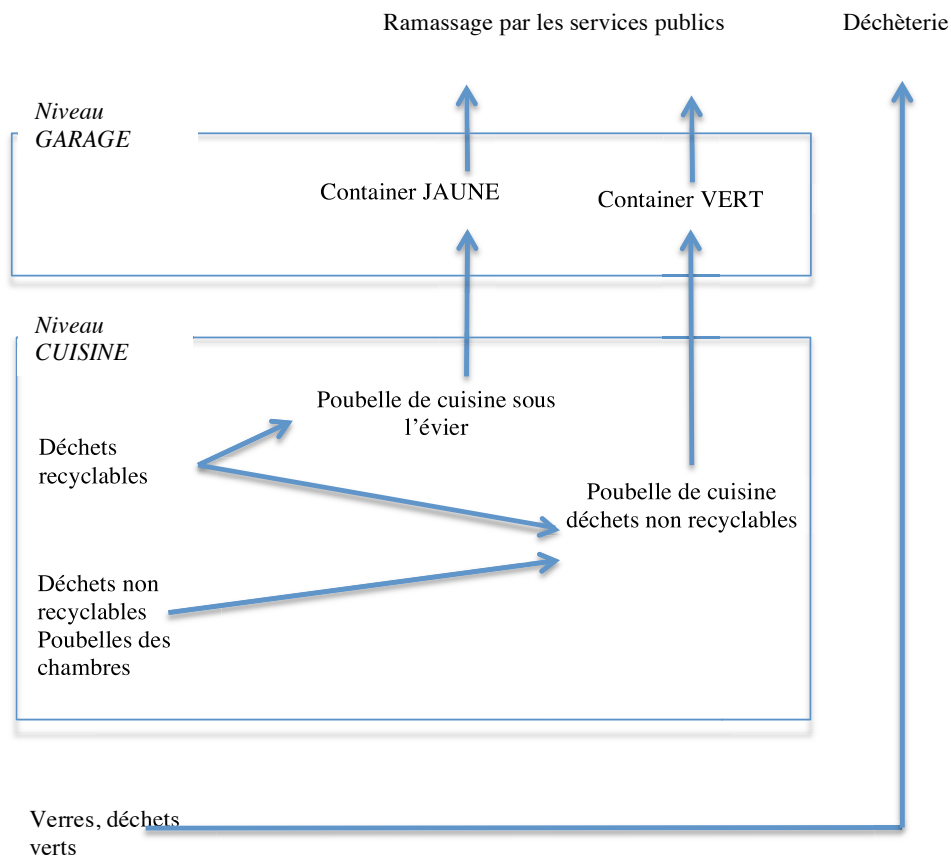 Ramassage par les services publics
Déchèterie
Niveau
GARAGE
Container JAUNE
Container VERT
Niveau
CUISINE
Poubelle de cuisine sous
l’évier
Déchets
recyclables
Poubelle de cuisine
déchets non recyclables
Déchets non
recyclables
Poubelles des
chambres
Verres, déchets
verts